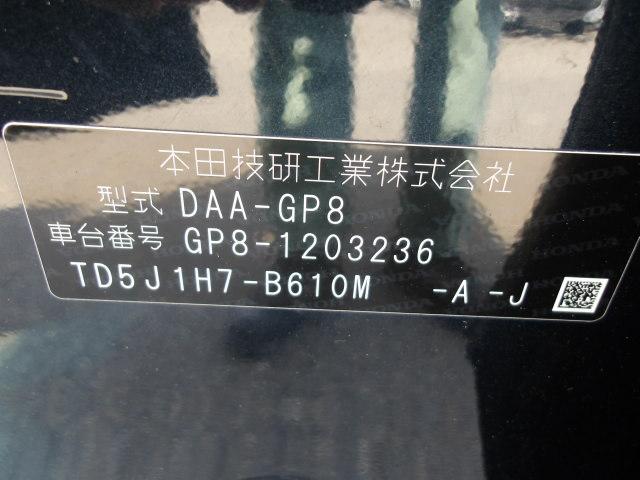 本田技研工業株式会社
型式 DAA-GP8
車台番号 GP8-1203236
TD5J1H7-B610M -A -J